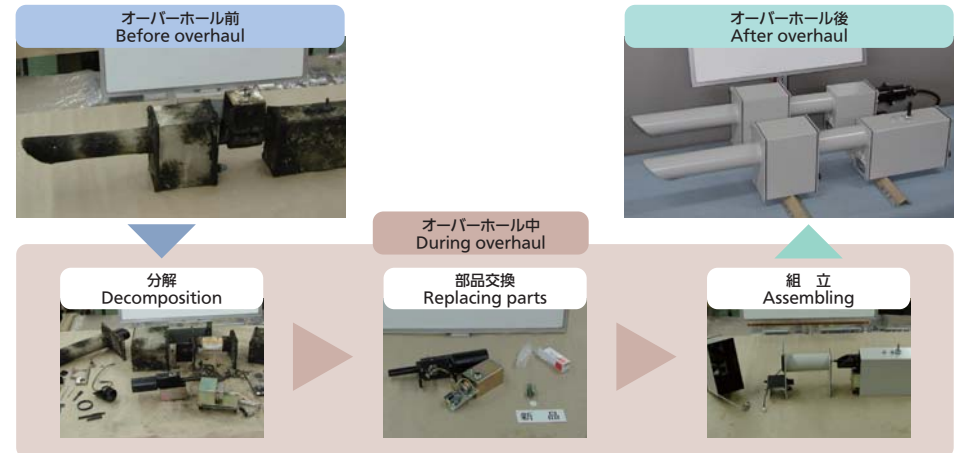 オーバーホール前
Before overhaul
オーバーホール後
After overhaul
オーバーホール中
During overhaul
分解
Decomposition
部品交換
Replacing parts
新品
組 立
Assembling